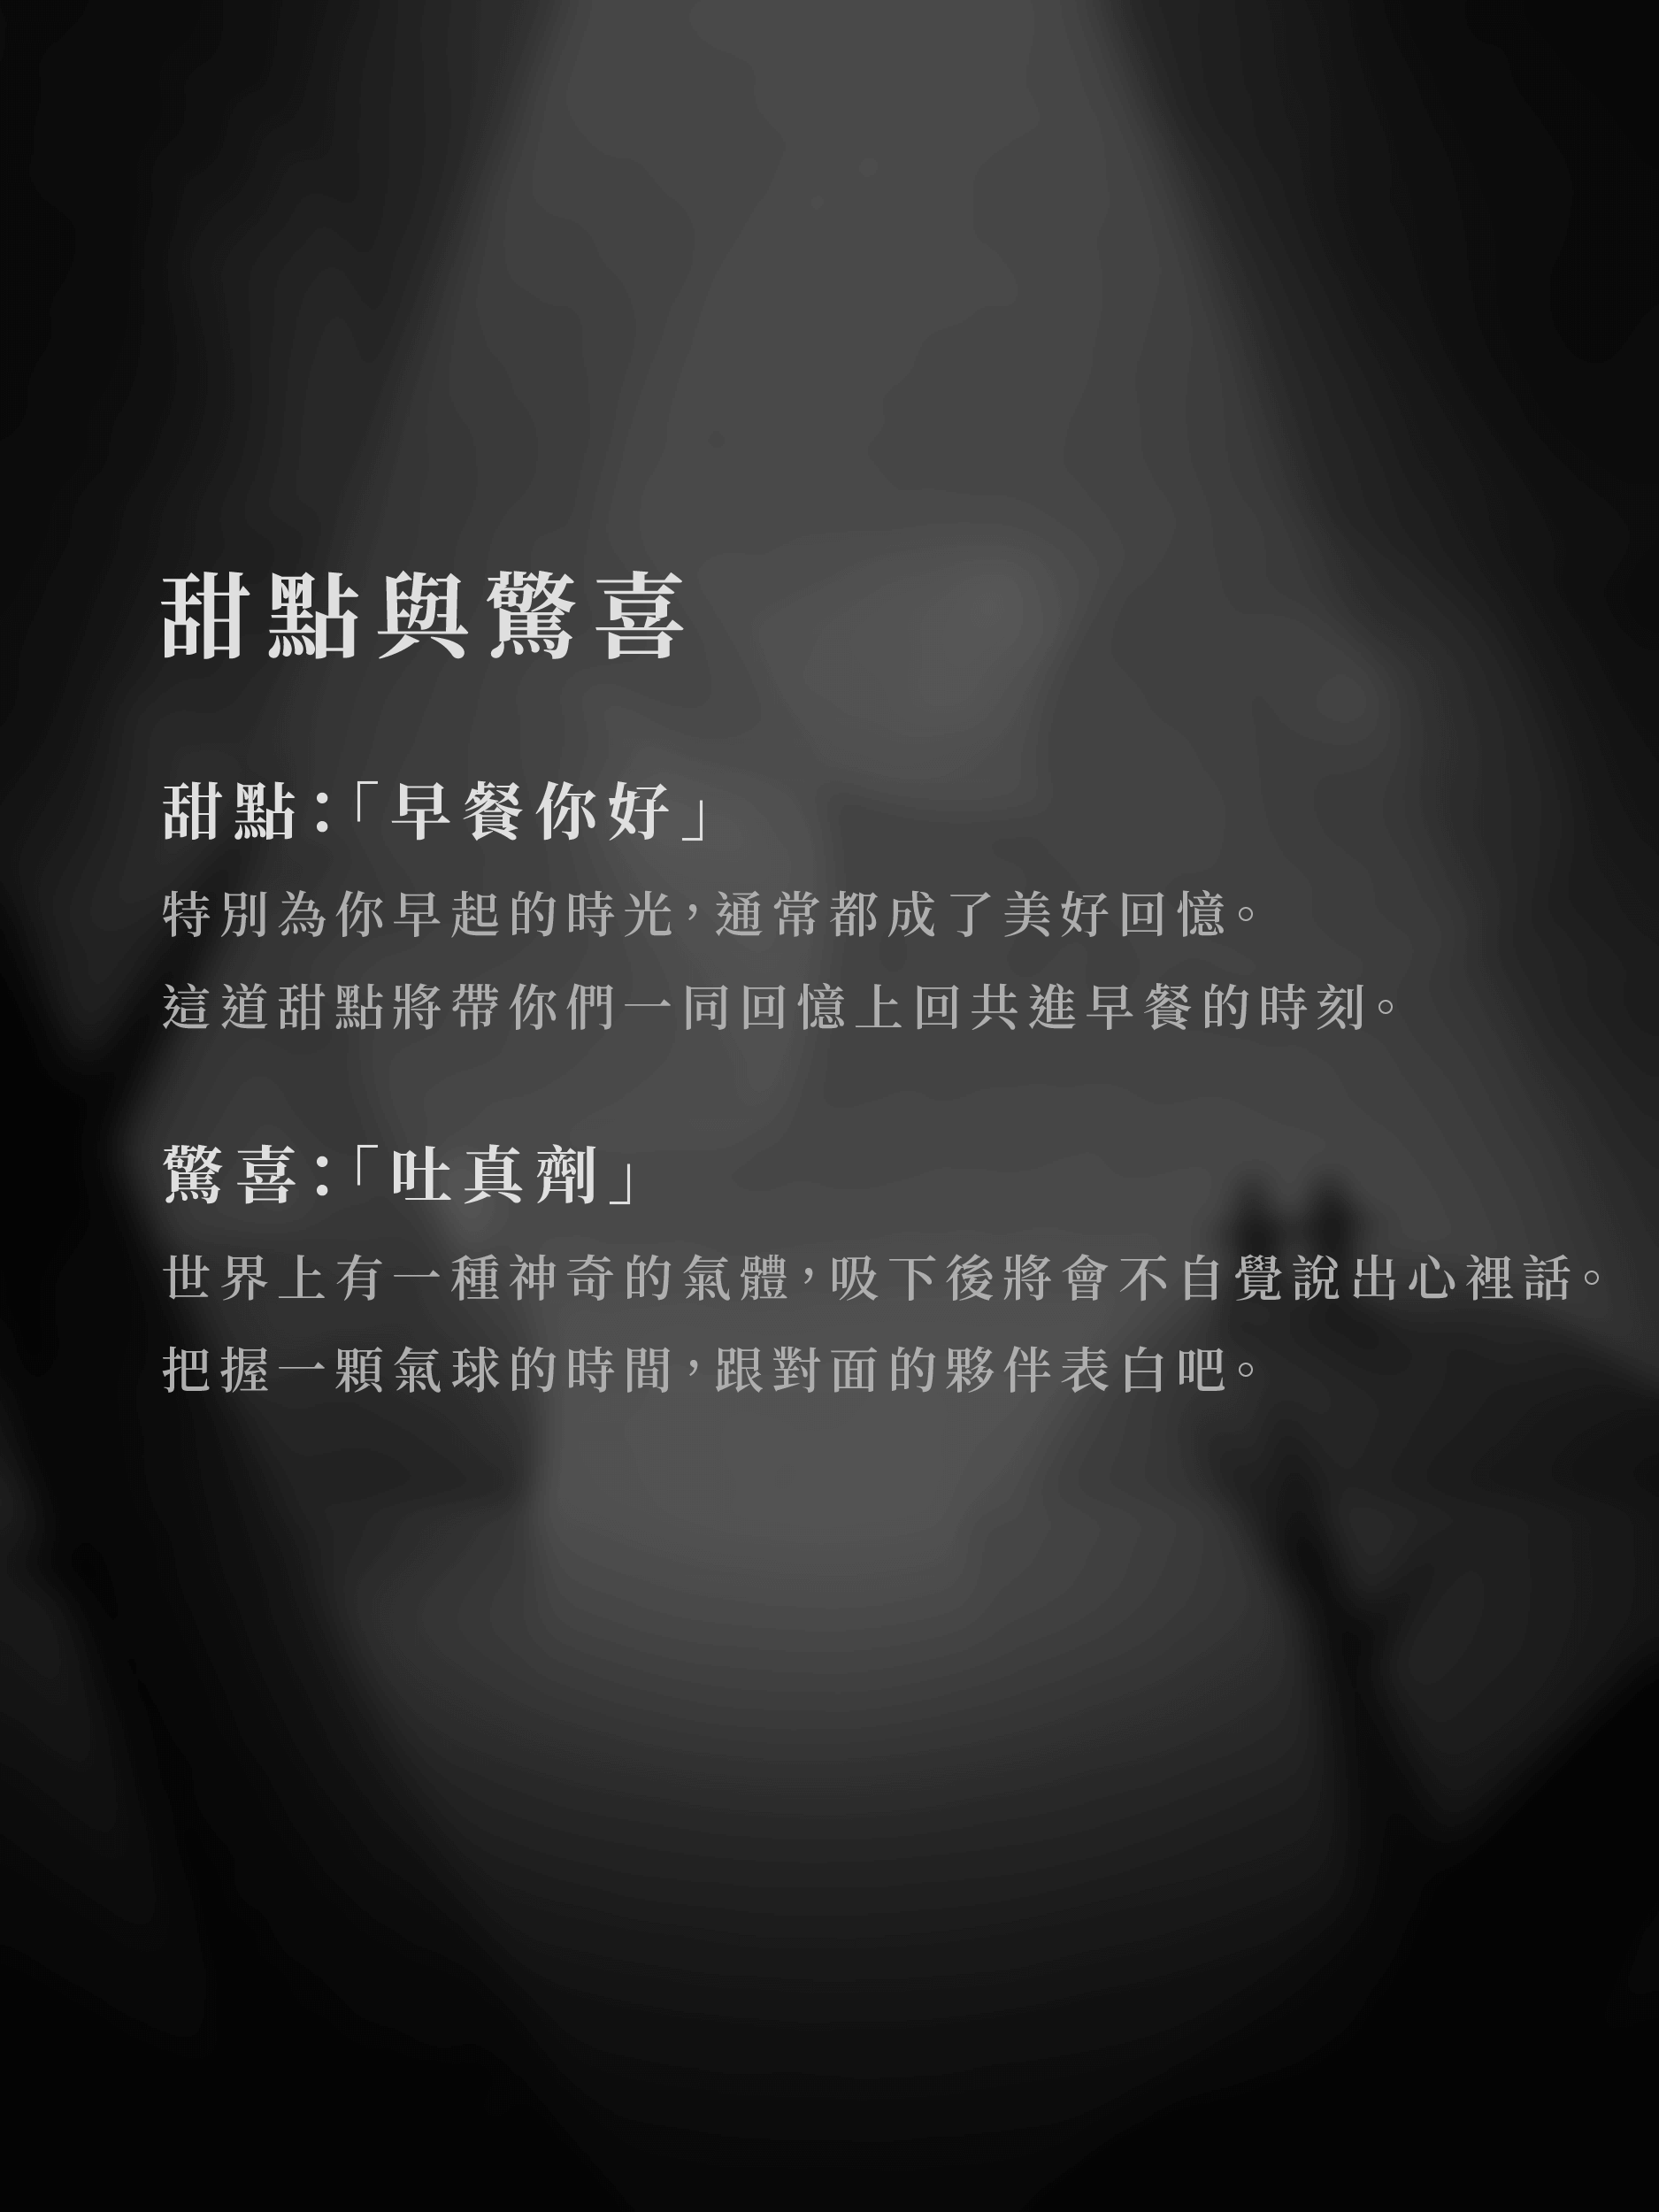 甜點與驚喜
甜點：「早餐你好」
特別為你早起的時光，通常都成了美好回憶。
這道甜點將帶你們一同回憶上回共進早餐的時刻。
驚喜：「吐真劑」
世界上有一種神奇的氣體，吸下後將會不自覺說出心裡話。
把握一顆氣球的時間，跟對面的夥伴表白吧。